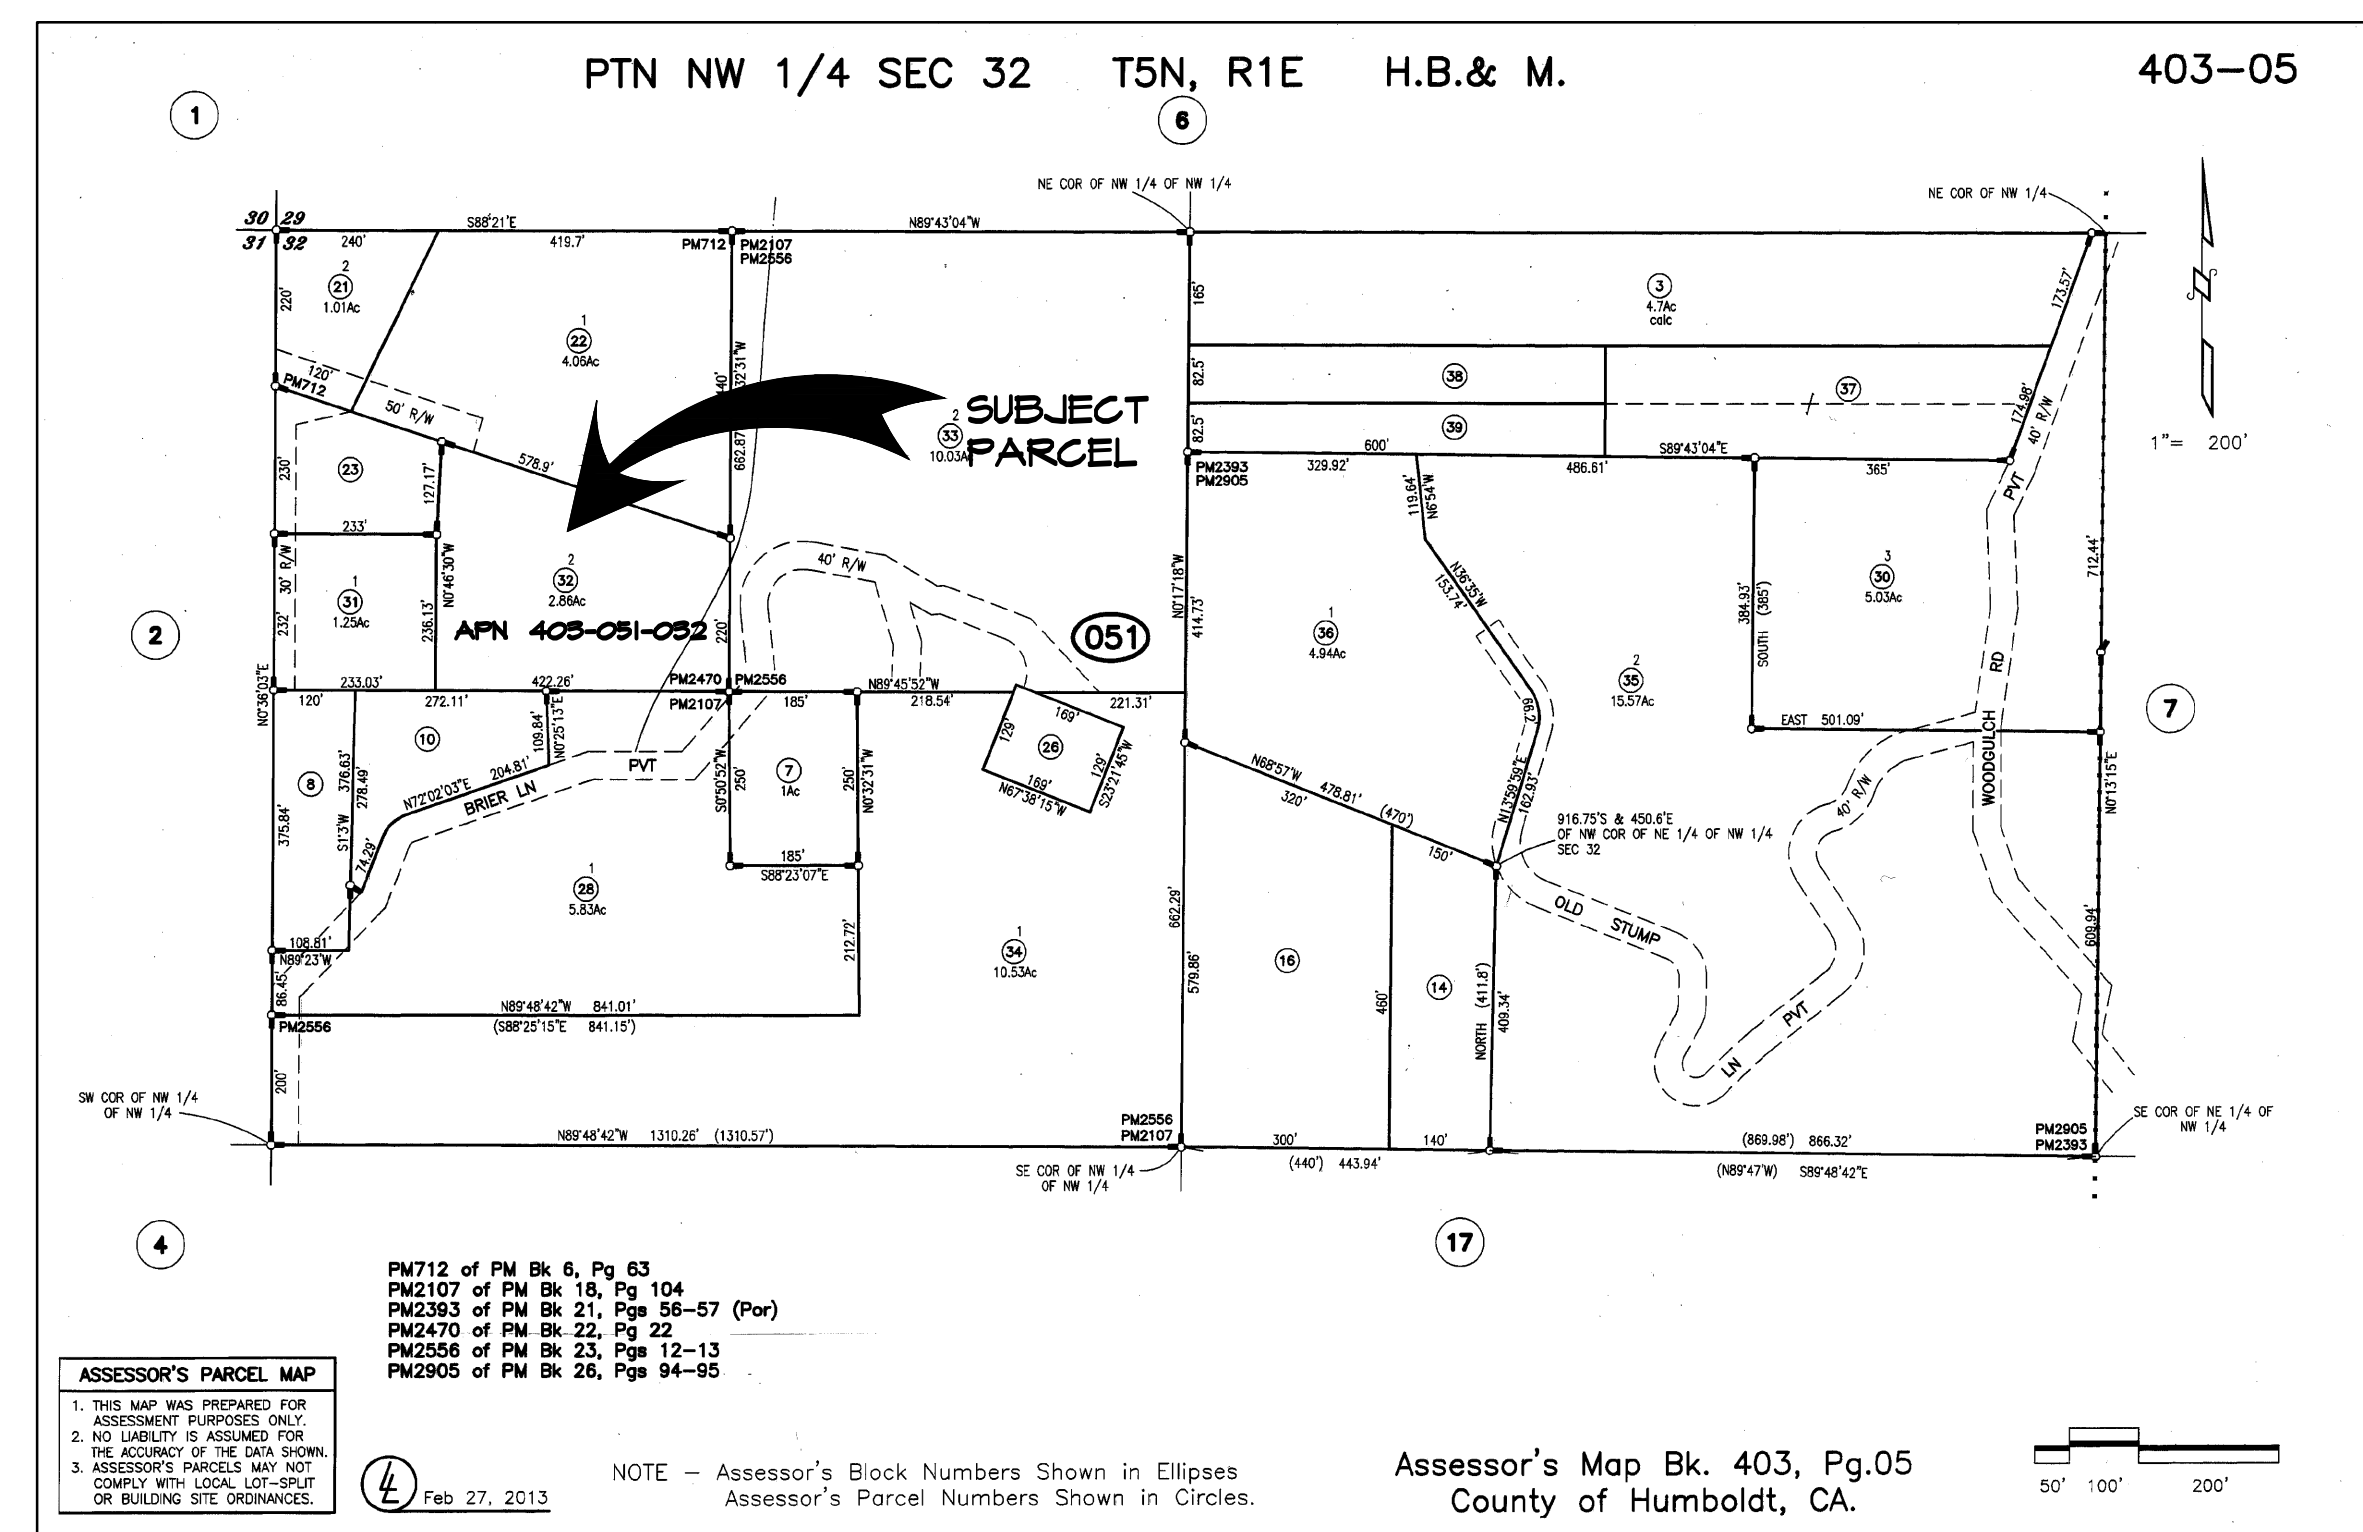 PTN NW 1/4 SEC 32 T5N, R1E H.B.& M.
403-05
1
6
NE COR OF NW 1/4 OF NW 1/4
NE COR OF NW 1/4
30 29
31 32
S88°21'E
N89°43'04"W
240'
419.7'
PM712
PM2107
PM2556
2
21
1.01Ac
220'
1
22
4.06Ac
165'
3
4.7Ac
calc
173.57'
120'
PM712
50' R/W
82.5'
38
37
174.98'
40' R/W
SUBJECT
PARCEL
2
33
82.5'
39
1"= 200'
662.87'
578.9'
23
230'
127.17'
233'
600'
PM2393
PM2905
329.92'
486.61'
S89°43'04"E
365'
119.64'
N6°54'W
PVT
30' R/W
N0°46'30"W
2
32
2.86Ac
40' R/W
1
31
1.25Ac
232'
236.13'
APN 403-051-032
220'
051
N0°17'18"W
414.73'
N36°35'W
153.74'
1
36
4.94Ac
384.93'
SOUTH (385')
3
30
5.03Ac
712.44'
2
N0°36'03"E
233.03'
422.26'
PM2470
PM2556
N89°45'52"W
120'
272.11'
PM2107
185'
218.54'
221.31'
2
35
15.57Ac
66.2'
RD
7
10
109.84'
N0°25'13"E
169'
129'
26
129'
S23°21'45"W
169'
N67°38'15"W
EAST 501.09'
WOODGULCH
N0°13'15"E
8
376.63'
278.49'
S1°3'W
375.84'
N72°02'03"E 204.81'
BRIER LN
PVT
S0°50'52"W
250'
7
1Ac
250'
N0°32'31"W
N68°57'W 478.81'
320'
(470')
150'
N13°59'59"E
162.93'
40' R/W
916.75'S & 450.6'E
OF NW COR OF NE 1/4 OF NW 1/4
SEC 32
74.29'
185'
S88°23'07"E
1
28
5.83Ac
662.29'
OLD STUMP
108.81'
N89°23'W
212.72'
1
34
10.53Ac
579.86'
16
460'
14
NORTH (411.8')
409.34'
609.94'
86.45'
N89°48'42"W 841.01'
(S88°25'15"E 841.15')
PM2556
LN
PVT
200'
SW COR OF NW 1/4
OF NW 1/4
N89°48'42"W 1310.26' (1310.57')
PM2556
PM2107
300'
140'
(869.98') 866.32'
PM2905
PM2393
SE COR OF NE 1/4 OF
NW 1/4
SE COR OF NW 1/4
OF NW 1/4
(440') 443.94'
(N89°47'W) S89°48'42"E
4
17
PM712 of PM Bk 6, Pg 63
PM2107 of PM Bk 18, Pg 104
PM2393 of PM Bk 21, Pgs 56-57 (Por)
PM2470 of PM Bk 22, Pg 22
PM2556 of PM Bk 23, Pgs 12-13
PM2905 of PM Bk 26, Pgs 94-95
ASSESSOR'S PARCEL MAP
1. THIS MAP WAS PREPARED FOR
ASSESSMENT PURPOSES ONLY.
2. NO LIABILITY IS ASSUMED FOR
THE ACCURACY OF THE DATA SHOWN.
3. ASSESSOR'S PARCELS MAY NOT
COMPLY WITH LOCAL LOT-SPLIT
OR BUILDING SITE ORDINANCES.
Feb 27, 2013
NOTE - Assessor's Block Numbers Shown in Ellipses
Assessor's Parcel Numbers Shown in Circles.
Assessor's Map Bk. 403, Pg.05
County of Humboldt, CA.
50' 100' 200'